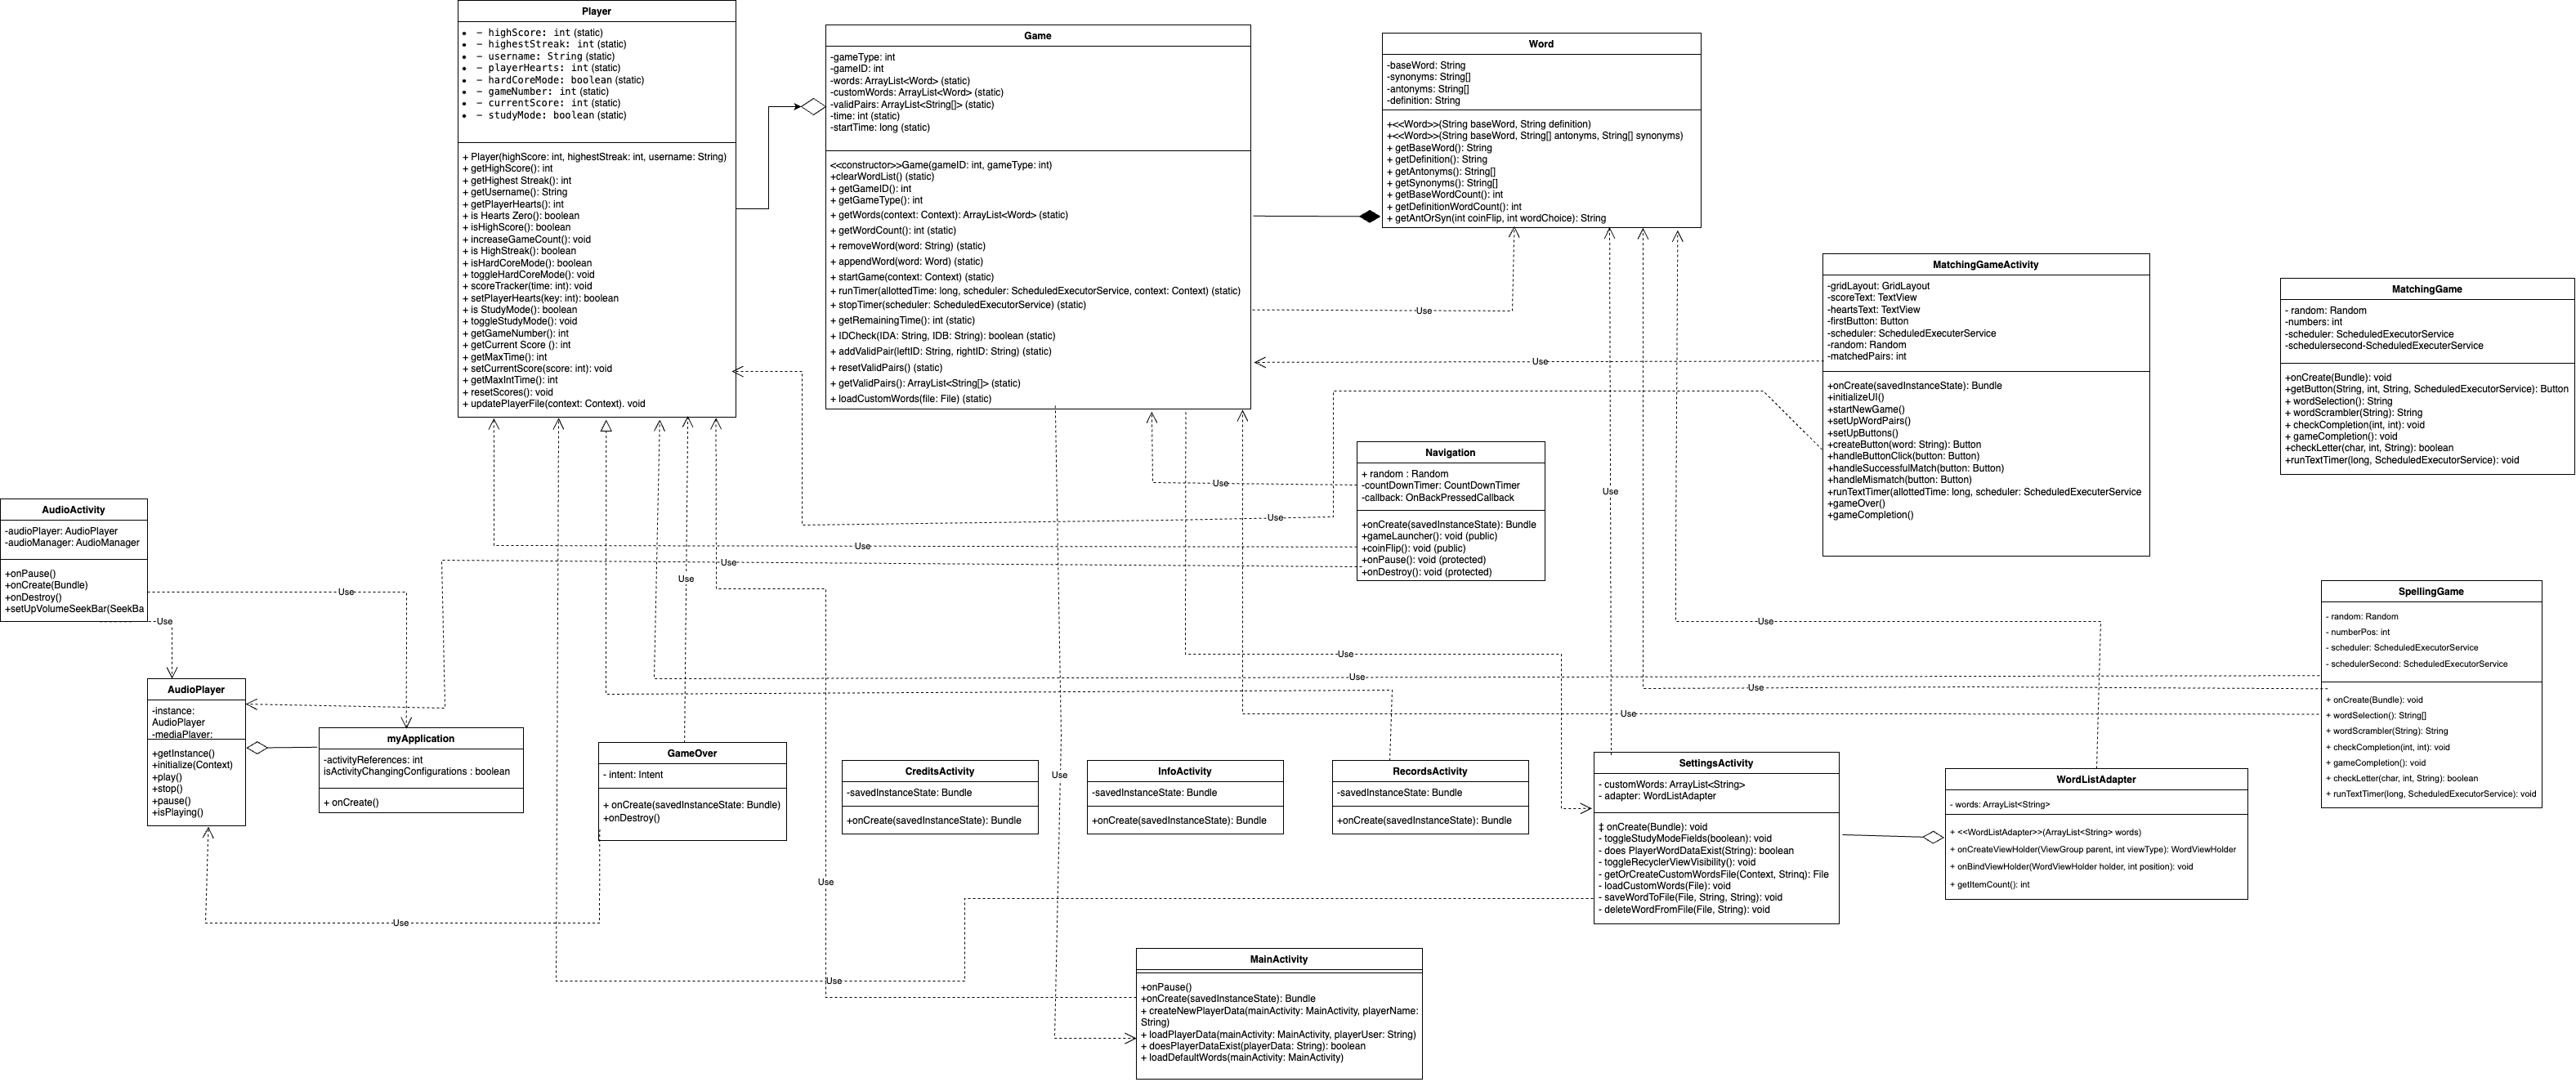 Player
- highScore: int (static)
- highestStreak: int (static)
- username: String (static)
- playerHearts: int (static)
- hardCoreMode: boolean (static)
- gameNumber: int (static)
- currentScore: int (static)
- studyMode: boolean (static)
+ Player(highScore: int, highestStreak: int, username: String)
+ getHighScore(): int
+ getHighest Streak(): int
+ getUsername(): String
+ getPlayerHearts(): int
+ is Hearts Zero(): boolean
+ isHighScore(): boolean
+ increaseGameCount(): void
+ is HighStreak(): boolean
+ isHardCoreMode(): boolean
+ toggleHardCoreMode(): void
+ scoreTracker(time: int): void
+ setPlayerHearts(key: int): boolean
+ is StudyMode(): boolean
+ toggleStudyMode(): void
+ getGameNumber(): int
+ getCurrent Score (): int
+ getMaxTime(): int
+ setCurrentScore(score: int): void
+ getMaxIntTime(): int
+ resetScores(): void
+ updatePlayerFile(context: Context). void
Game
-gameType: int
-gameID: int
-words: ArrayList<Word> (static)
-customWords: ArrayList<Word> (static)
-validPairs: ArrayList<String[]> (static)
-time: int (static)
-startTime: long (static)
<<constructor>>Game(gameID: int, gameType: int)
+clearWordList() (static)
+ getGameID(): int
+ getGameType(): int
+ getWords(context: Context): ArrayList<Word> (static)
+ getWordCount(): int (static)
+ removeWord(word: String) (static)
+ appendWord(word: Word) (static)
+ startGame(context: Context) (static)
+ runTimer(allottedTime: long, scheduler: ScheduledExecutorService, context: Context) (static)
+ stopTimer(scheduler: ScheduledExecutorService) (static)
+ getRemainingTime(): int (static)
+ IDCheck(IDA: String, IDB: String): boolean (static)
+ addValidPair(leftID: String, rightID: String) (static)
+ resetValidPairs() (static)
+ getValidPairs(): ArrayList<String[]> (static)
+ loadCustomWords(file: File) (static)
Word
-baseWord: String
-synonyms: String[]
-antonyms: String[]
-definition: String
+<<Word>>(String baseWord, String definition)
+<<Word>>(String baseWord, String[] antonyms, String[] synonyms)
+ getBaseWord(): String
+ getDefinition(): String
+ getAntonyms(): String[]
+ getSynonyms(): String[]
+ getBaseWordCount(): int
+ getDefinitionWordCount(): int
+ getAntOrSyn(int coinFlip, int wordChoice): String
Use
Use
MatchingGameActivity
-gridLayout: GridLayout
-scoreText: TextView
-heartsText: TextView
-firstButton: Button
-scheduler: ScheduledExecuterService
-random: Random
-matchedPairs: int
+onCreate(savedInstanceState): Bundle
+initializeUI()
+startNewGame()
+setUpWordPairs()
+setUpButtons()
+createButton(word: String): Button
+handleButtonClick(button: Button)
+handleSuccessfulMatch(button: Button)
+handleMismatch(button: Button)
+runTextTimer(allottedTime: long, scheduler: ScheduledExecuterService
+gameOver()
+gameCompletion()
MatchingGame
- random: Random
-numbers: int
-scheduler: ScheduledExecutorService
-schedulersecond-ScheduledExecuterService
+onCreate(Bundle): void
+getButton(String, int, String, ScheduledExecutorService): Button
+ wordSelection(): String
+ wordScrambler(String): String
+ checkCompletion(int, int): void
+ gameCompletion(): void
+checkLetter(char, int, String): boolean
+runTextTimer(long, ScheduledExecutorService): void
Navigation
+ random : Random
-countDownTimer: CountDownTimer
-callback: OnBackPressedCallback
+onCreate(savedInstanceState): Bundle
+gameLauncher(): void (public)
+coinFlip(): void (public)
+onPause(): void (protected)
+onDestroy(): void (protected)
Use
Use
Use
Use
Use
Use
AudioActivity
-audioPlayer: AudioPlayer
-audioManager: AudioManager
+onPause()
+onCreate(Bundle)
+onDestroy()
+setUpVolumeSeekBar(SeekBa
Use
Use
Use
Use
Use
Use
Use
SpellingGame
- random: Random
- numberPos: int
- scheduler: ScheduledExecutorService
- schedulerSecond: ScheduledExecutorService
+ onCreate(Bundle): void
+ wordSelection(): String[]
+ wordScrambler(String): String
+ checkCompletion(int, int): void
+ gameCompletion(): void
+ checkLetter(char, int, String): boolean
+ runTextTimer(long, ScheduledExecutorService): void
AudioPlayer
-instance:
AudioPlayer
-mediaPlayer:
+getInstance()
+initialize(Context)
+play()
+stop()
+pause()
+isPlaying()
myApplication
-activityReferences: int
isActivityChangingConfigurations : boolean
+ onCreate()
GameOver
- intent: Intent
+ onCreate(savedInstanceState: Bundle)
+onDestroy()
CreditsActivity
-savedInstanceState: Bundle
+onCreate(savedInstanceState): Bundle
Use
InfoActivity
-savedInstanceState: Bundle
+onCreate(savedInstanceState): Bundle
RecordsActivity
-savedInstanceState: Bundle
+onCreate(savedInstanceState): Bundle
SettingsActivity
- customWords: ArrayList<String>
- adapter: WordListAdapter
‡ onCreate(Bundle): void
- toggleStudyModeFields(boolean): void
- does PlayerWordDataExist(String): boolean
- toggleRecyclerViewVisibility(): void
- getOrCreateCustomWordsFile(Context, Strinq): File
- loadCustomWords(File): void
- saveWordToFile(File, String, String): void
- deleteWordFromFile(File, String): void
WordListAdapter
- words: ArrayList<String>
+ <<WordListAdapter>>(ArrayList<String> words)
+ onCreateViewHolder(ViewGroup parent, int viewType): WordViewHolder
+ onBindViewHolder(WordViewHolder holder, int position): void
+ getItemCount(): int
Use
Use
Use
MainActivity
+onPause()
+onCreate(savedInstanceState): Bundle
+ createNewPlayerData(mainActivity: MainActivity, playerName:
String)
+ loadPlayerData(mainActivity: MainActivity, playerUser: String)
+ doesPlayerDataExist(playerData: String): boolean
+ loadDefaultWords(mainActivity: MainActivity)